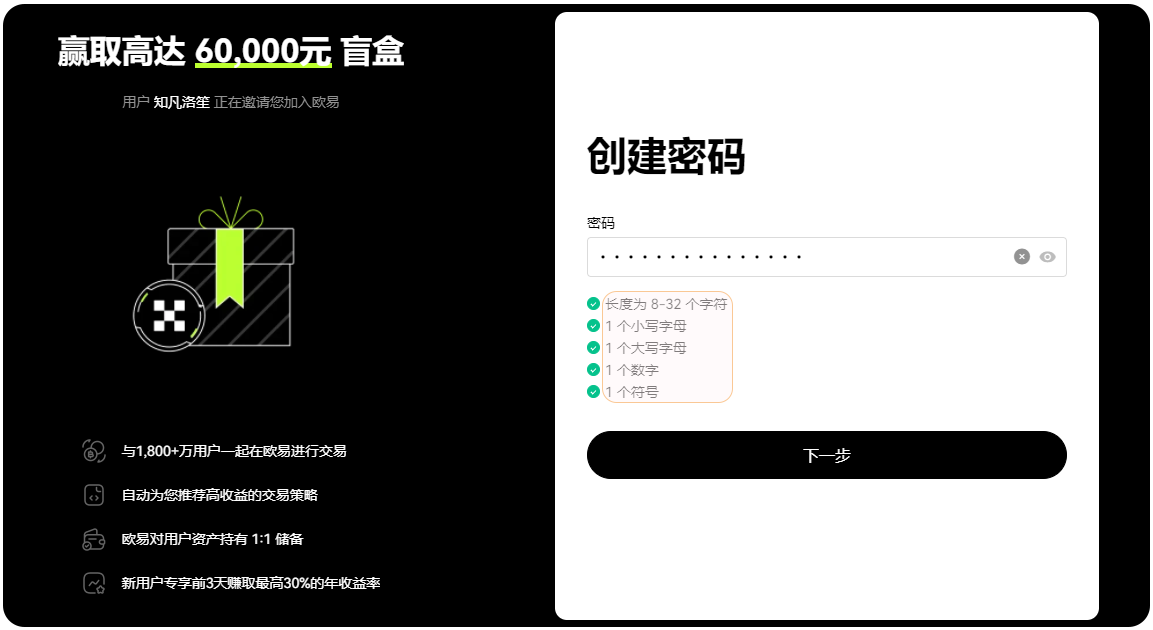 赢取高达 60,000元 盲盒
用户 知凡洛笙 正在邀请您加入欧易
与1,800+万用户一起在欧易进行交易
自动为您推荐高收益的交易策略
欧易对用户资产持有 1:1 储备
新用户专享前3天赚取最高30%的年收益率
创建密码
密码
长度为 8-32 个字符
1 个小写字母
1 个大写字母
1 个数字
1 个符号
下一步